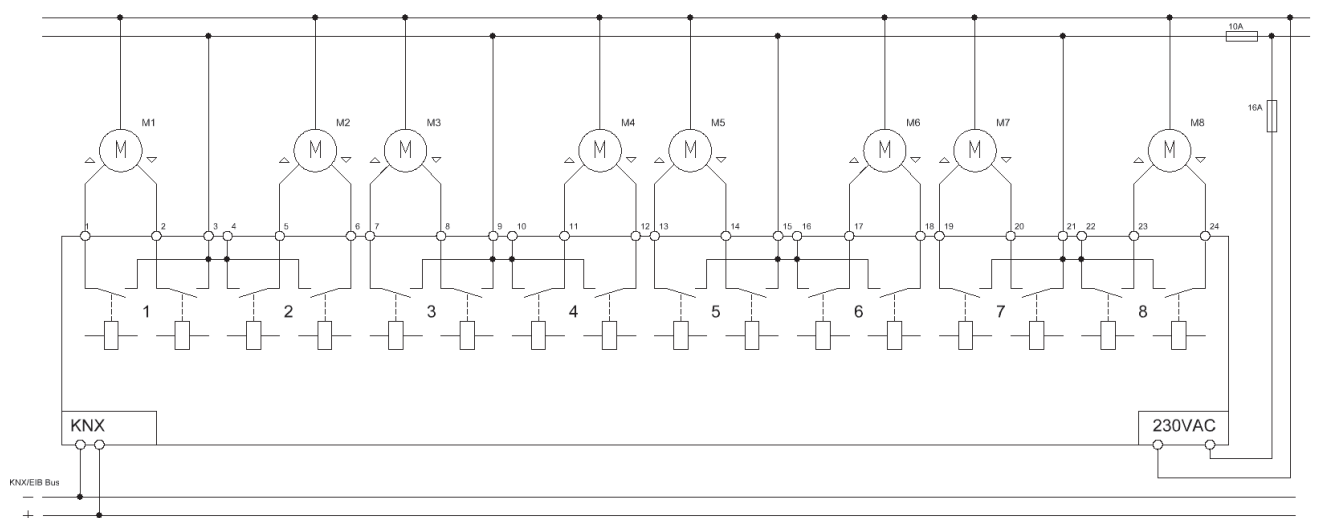 10A
16A
M1 M2 M3 M4 M5 M6 M7 M8
M M M M M M M M
1 2 3 4 5 6 7 8 9 10 11 12 13 14 15 16 17 18 19 20 21 22 23 24
1 2 3 4 5 6 7 8
KNX 230VAC
KNX/EIB Bus
−
+